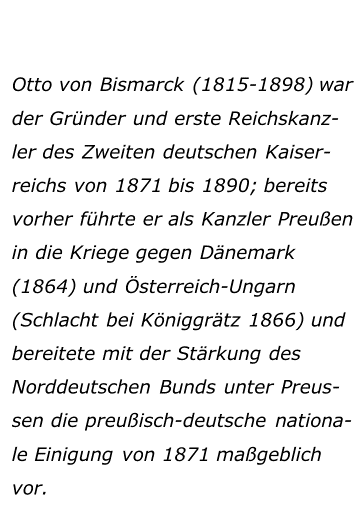 Otto von Bismarck (1815-1898) war
der Gründer und erste Reichskanz-
ler des Zweiten deutschen Kaiser-
reichs von 1871 bis 1890; bereits
vorher führte er als Kanzler Preußen
in die Kriege gegen Dänemark
(1864) und Österreich-Ungarn
(Schlacht bei Königgrätz 1866) und
bereitete mit der Stärkung des
Norddeutschen Bunds unter Preus-
sen die preußisch-deutsche nationa-
le Einigung von 1871 maßgeblich
vor.